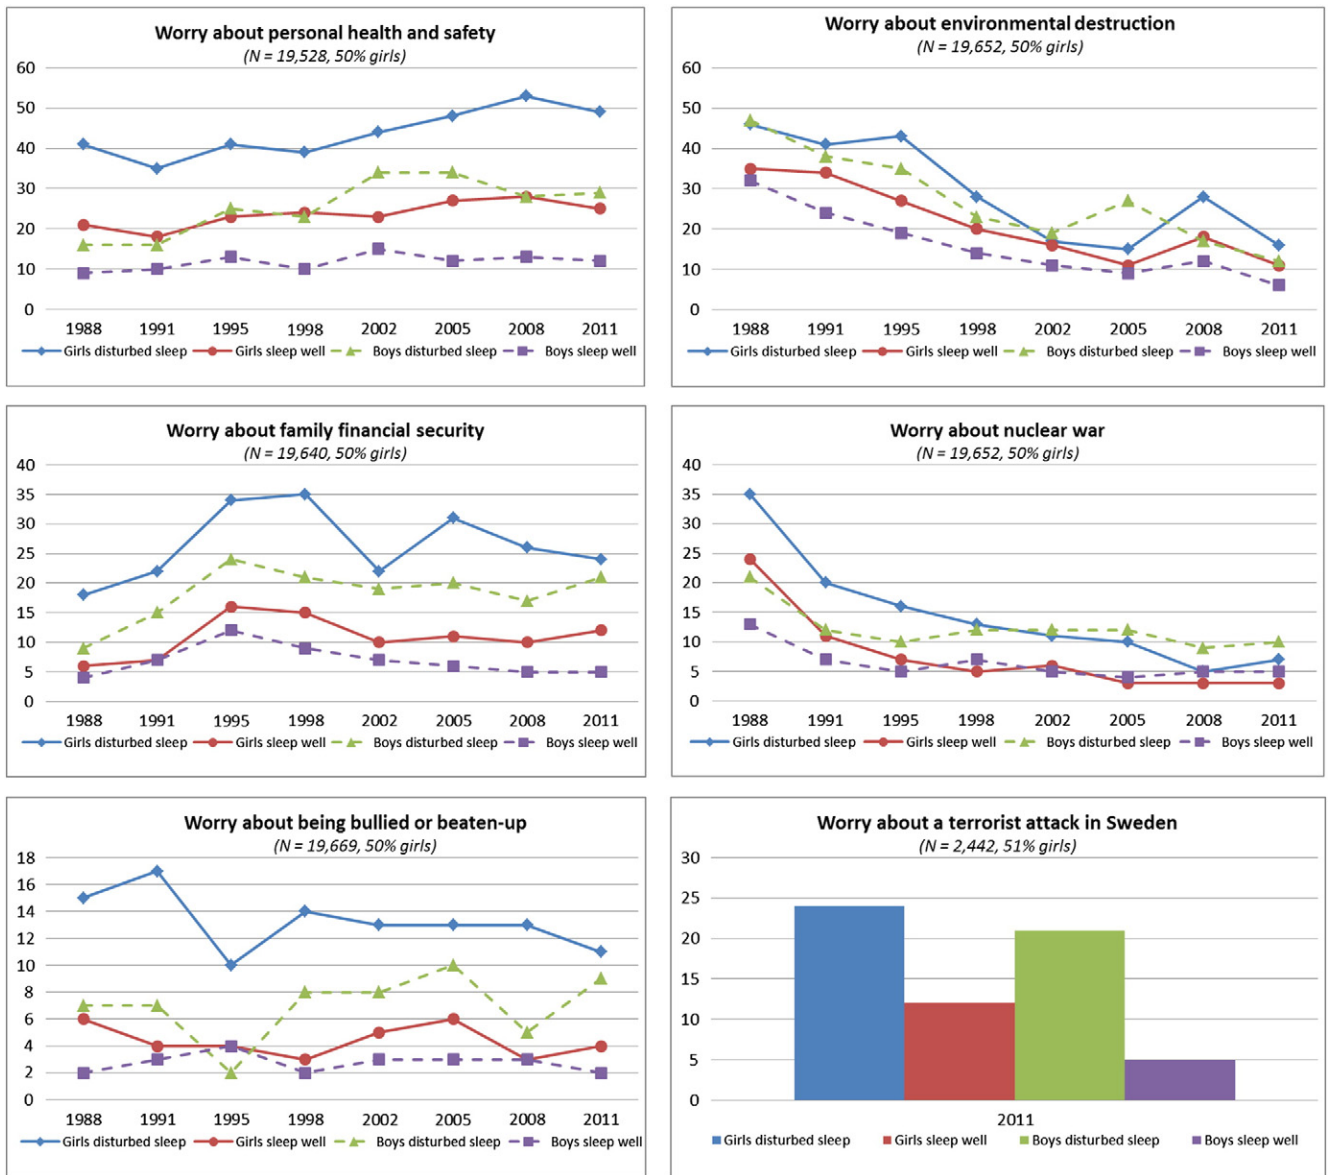 Worry about personal health and safety
(N = 19,528, 50% girls)
60
50
40
30
20
10
0
1988 1991 1995 1998 2002 2005 2008 2011
Girls disturbed sleep Girls sleep well Boys disturbed sleep Boys sleep well
Worry about environmental destruction
(N = 19,652, 50% girls)
60
50
40
30
20
10
0
1988 1991 1995 1998 2002 2005 2008 2011
Girls disturbed sleep Girls sleep well Boys disturbed sleep Boys sleep well
Worry about family financial security
(N = 19,640, 50% girls)
40
35
30
25
20
15
10
5
0
1988 1991 1995 1998 2002 2005 2008 2011
Girls disturbed sleep Girls sleep well Boys disturbed sleep Boys sleep well
Worry about nuclear war
(N = 19,652, 50% girls)
40
35
30
25
20
15
10
5
0
1988 1991 1995 1998 2002 2005 2008 2011
Girls disturbed sleep Girls sleep well Boys disturbed sleep Boys sleep well
Worry about being bullied or beaten-up
(N = 19,669, 50% girls)
18
16
14
12
10
8
6
4
2
0
1988 1991 1995 1998 2002 2005 2008 2011
Girls disturbed sleep Girls sleep well Boys disturbed sleep Boys sleep well
Worry about a terrorist attack in Sweden
(N = 2,442, 51% girls)
30
25
20
15
10
5
0
2011
Girls disturbed sleep Girls sleep well Boys disturbed sleep Boys sleep well